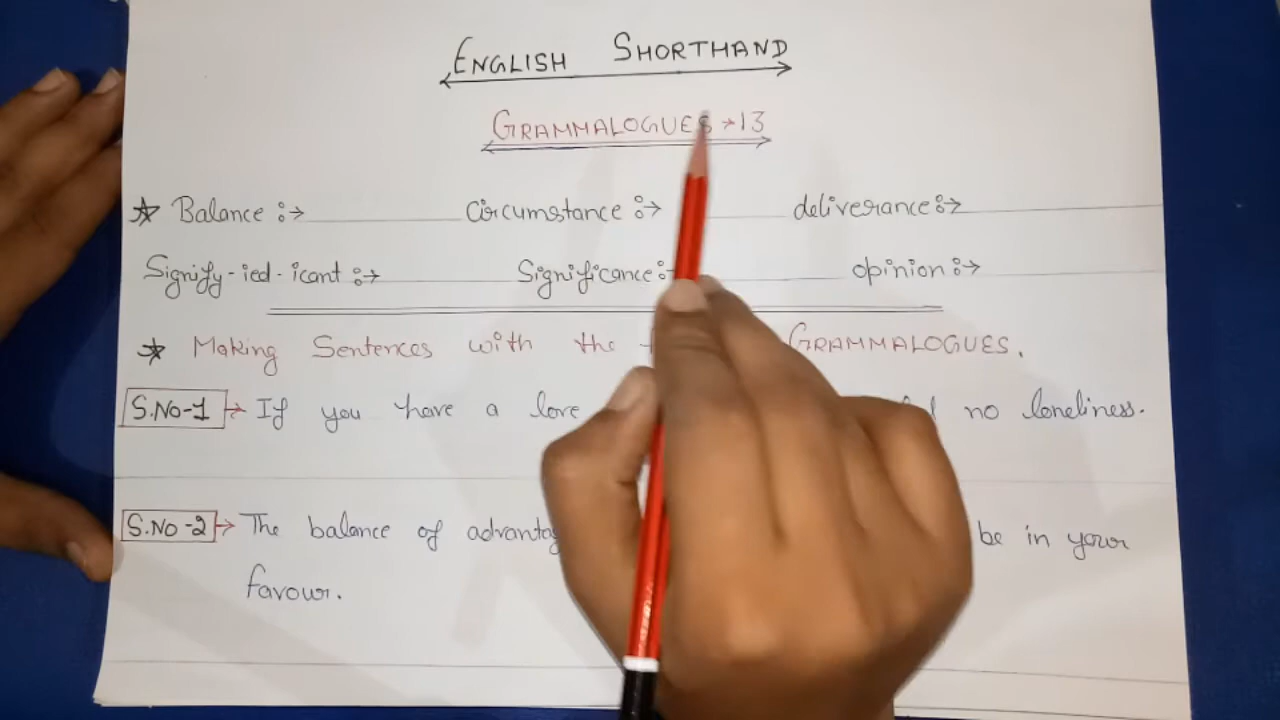 ENGLISH SHORTHAND
GRAMMALOGUES → 13
☆ Balance :→ Circumstance :→ deliverance :→
Signify-ied-icant :→ Significance :→ opinion :→
☆ Making Sentences with the GRAMMALOGUES.
S.No-1 → If you have a love no loneliness.
S.No-2 → The balance of be in your
favour.